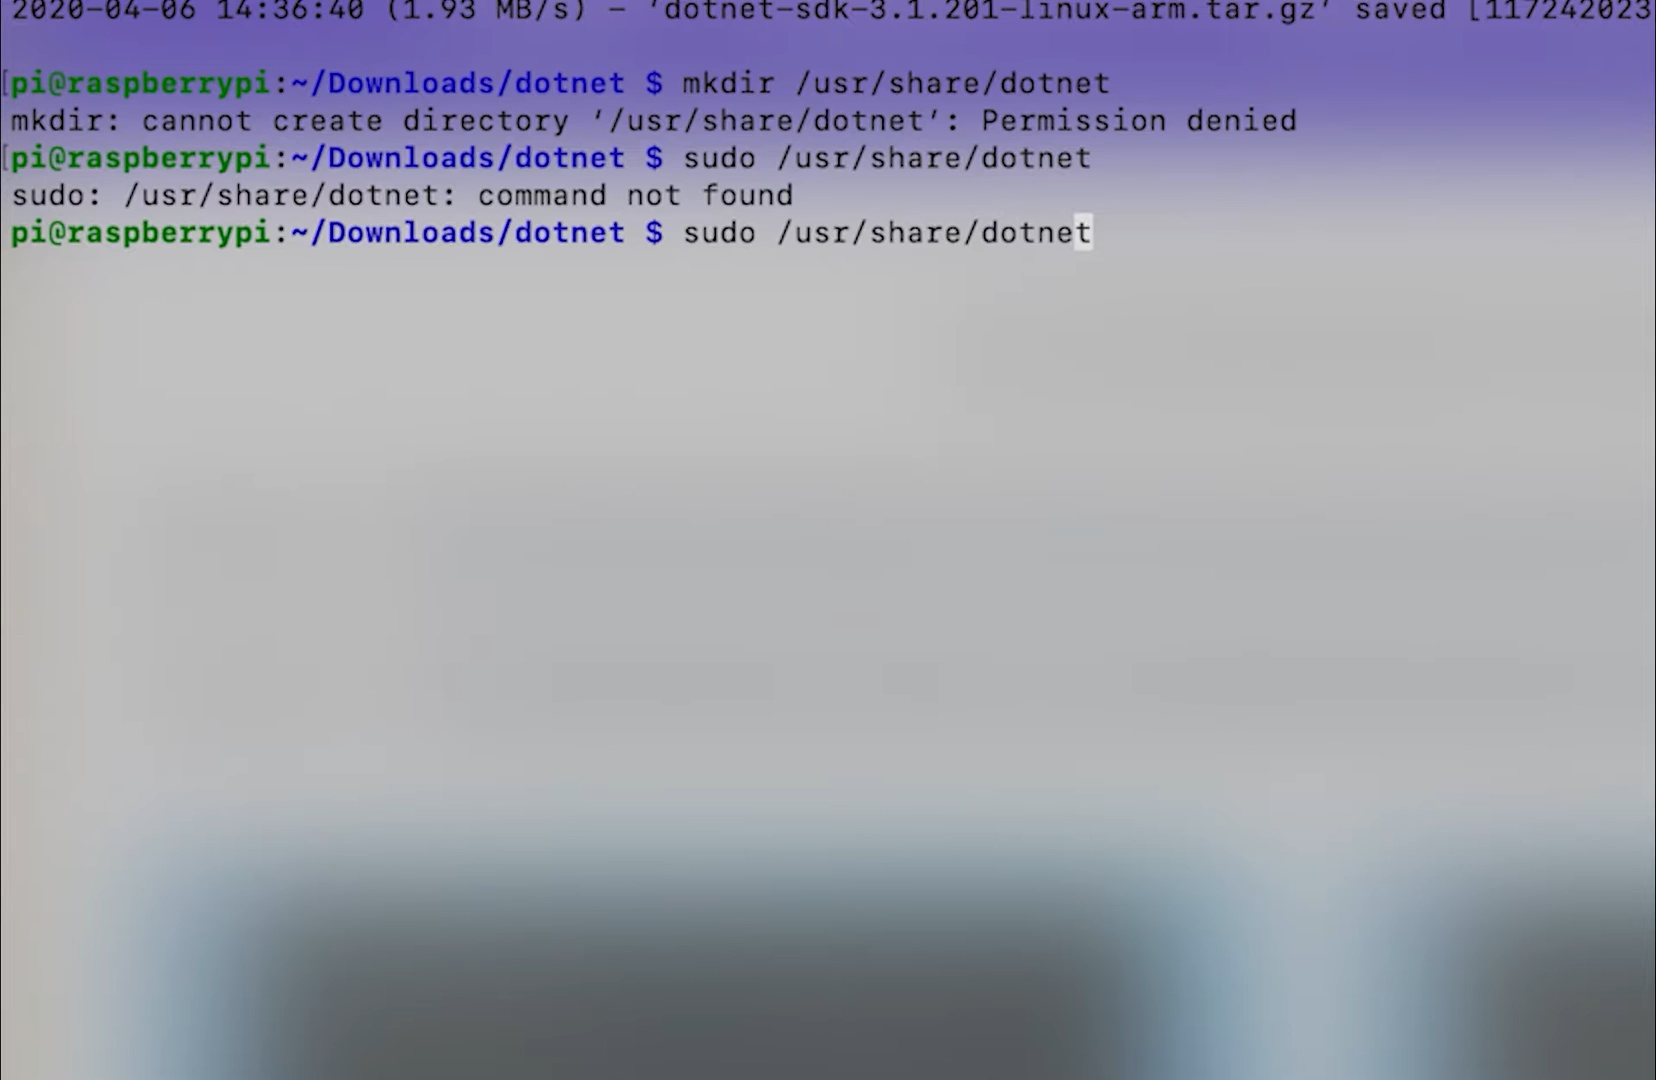 2020-04-06 14:36:40 (1.93 MB/s) - 'dotnet-sdk-3.1.201-linux-arm.tar.gz' saved [117242023
[pi@raspberrypi:~/Downloads/dotnet $ mkdir /usr/share/dotnet
mkdir: cannot create directory '/usr/share/dotnet': Permission denied
[pi@raspberrypi:~/Downloads/dotnet $ sudo /usr/share/dotnet
sudo: /usr/share/dotnet: command not found
pi@raspberrypi:~/Downloads/dotnet $ sudo /usr/share/dotnet